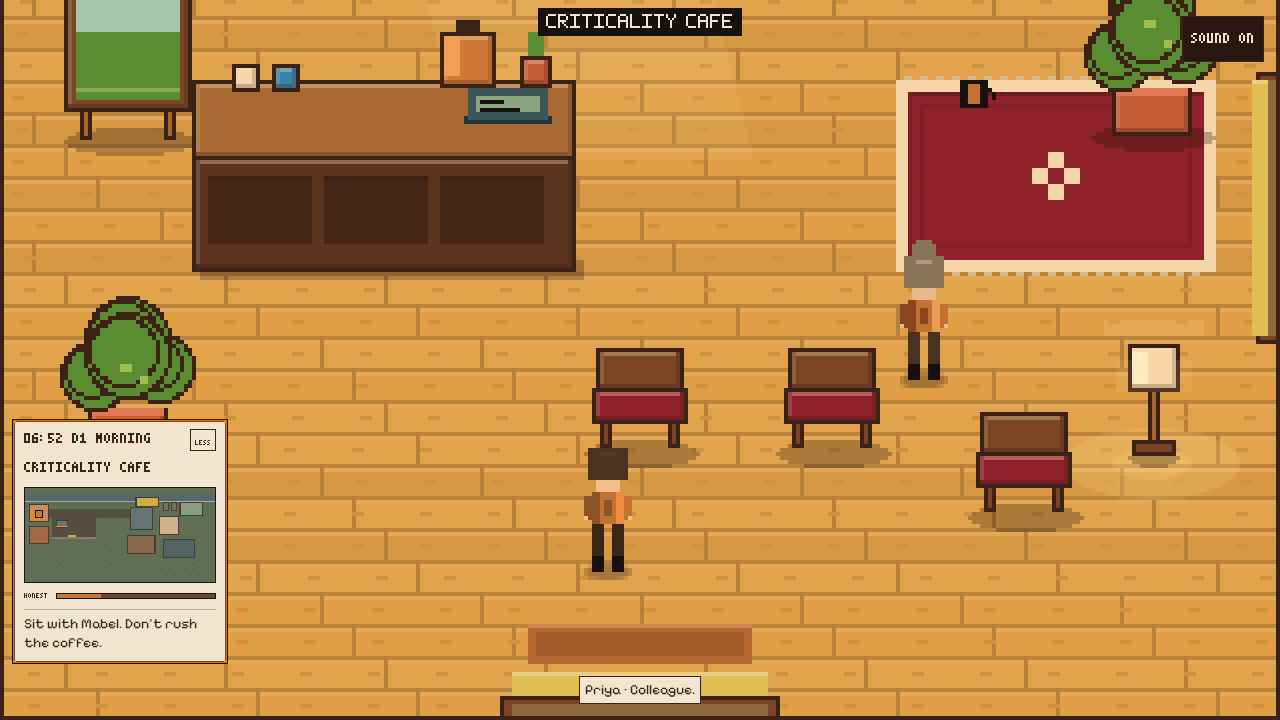 CRITICALITY CAFE
SOUND ON
06:52 D1 MORNING
LESS
CRITICALITY CAFE
HONEST
Sit with Mabel. Don't rush
the coffee.
Priya · Colleague.